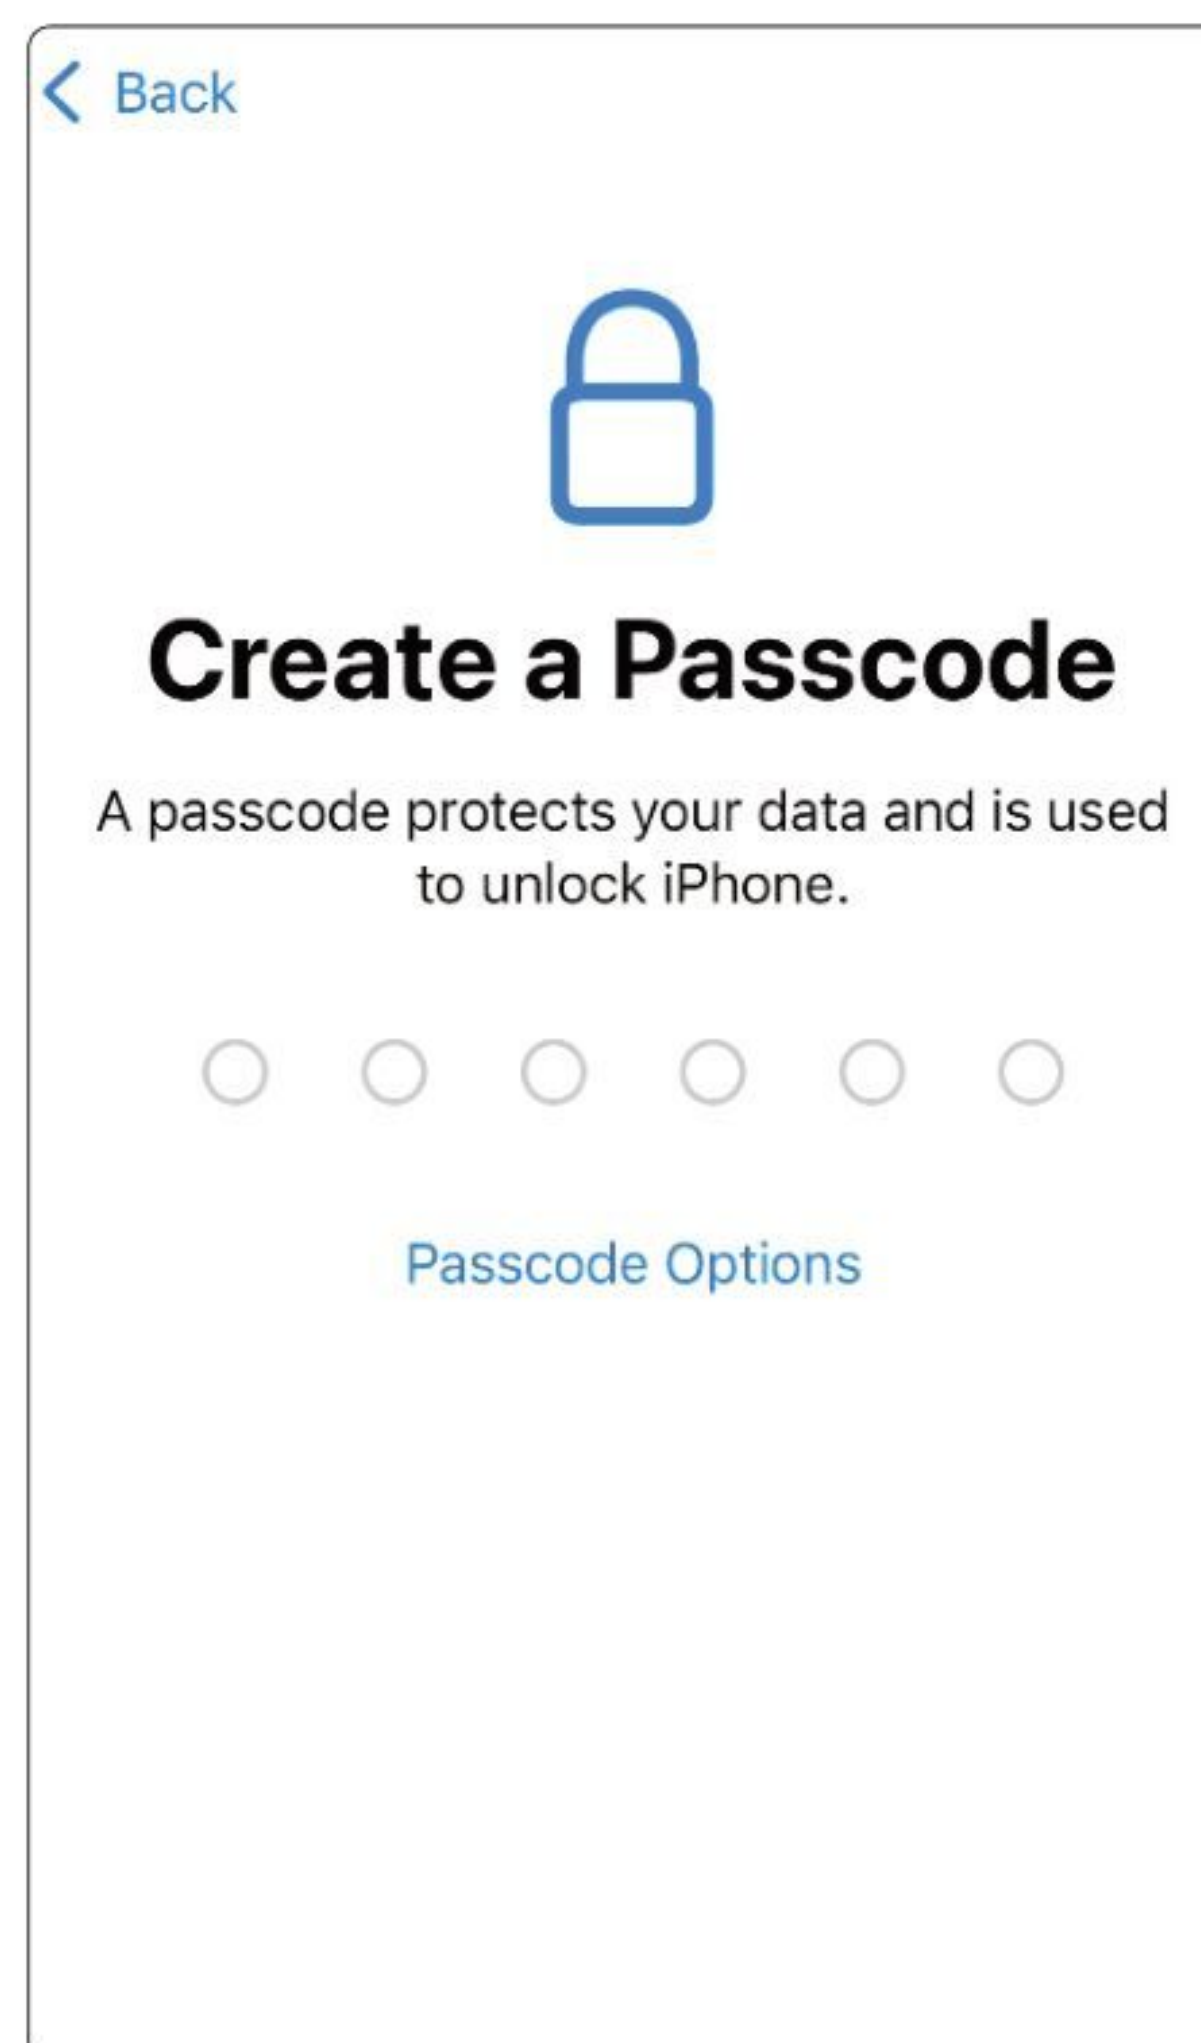 Back
Create a Passcode
A passcode protects your data and is used
to unlock iPhone.
Passcode Options